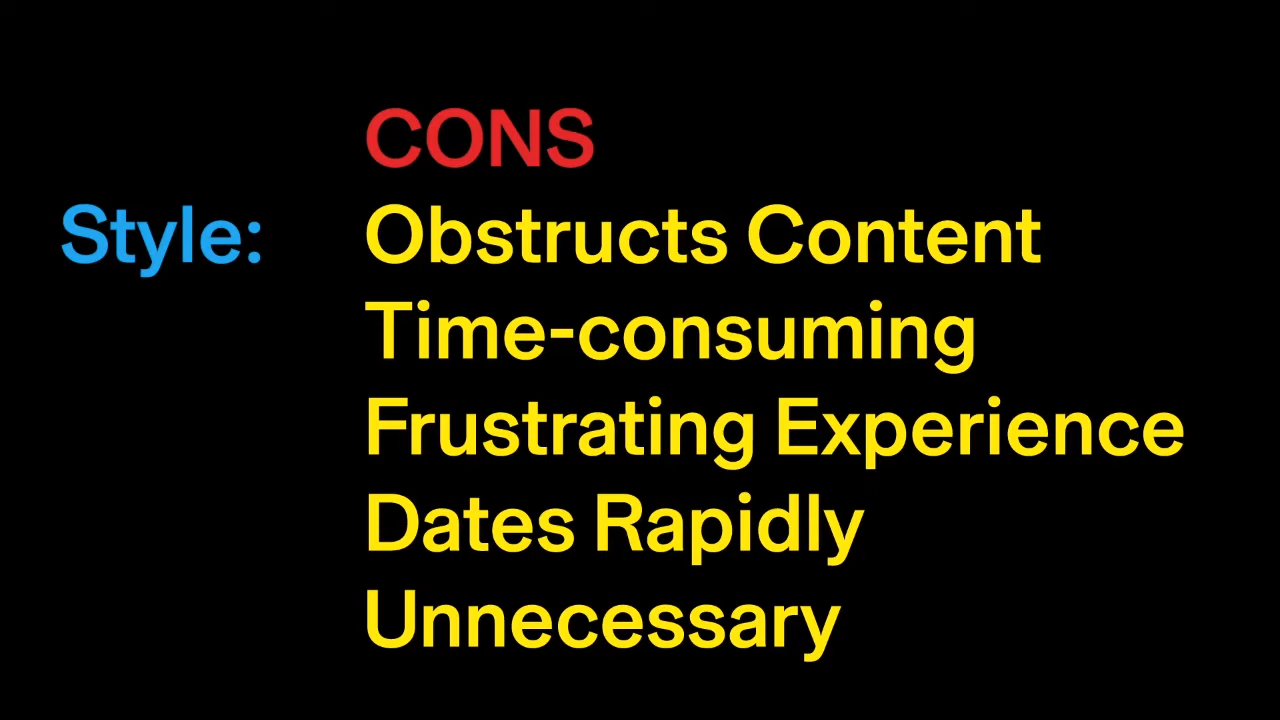 CONS
Style: Obstructs Content
Time-consuming
Frustrating Experience
Dates Rapidly
Unnecessary